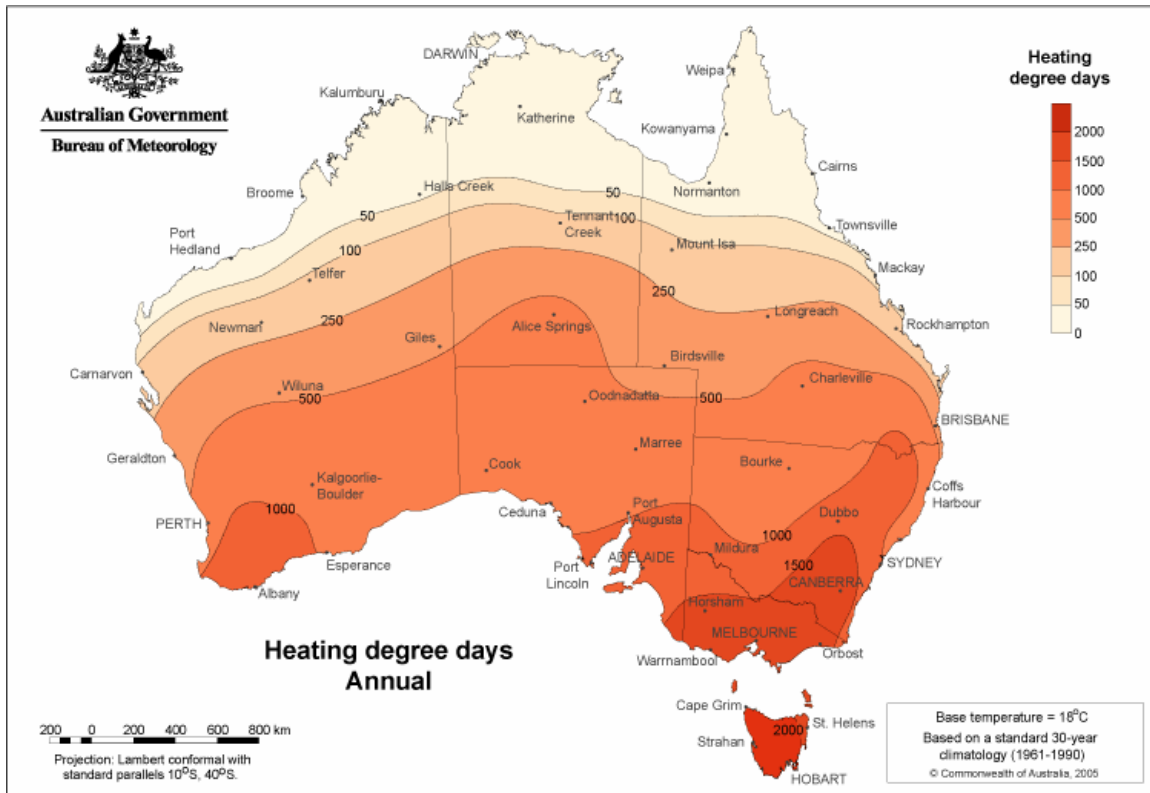 Australian Government
Bureau of Meteorology
DARWIN
Weipa
Kalumburu
Katherine
Kowanyama
Cairns
Broome
Halls Creek
50
Normanton
50
Port
Hedland
Tennant
Creek
100
Townsville
100
Mount Isa
Telfer
Mackay
250
250
Newman
Alice Springs
Longreach
Rockhampton
Giles
Carnarvon
Birdsville
Charleville
Wiluna
500
Oodnadatta
500
BRISBANE
Geraldton
Marree
Bourke
Cook
Kalgoorlie-
Boulder
Coffs
Harbour
1000
PERTH
Ceduna
Port
Augusta
Dubbo
1000
Mildura
Esperance
Port
Lincoln
ADELAIDE
1500
SYDNEY
CANBERRA
Albany
Horsham
MELBOURNE
Warrnambool
Orbost
Cape Grim
2000
St. Helens
Strahan
HOBART
Heating
degree days
2000
1500
1000
500
250
100
50
0
Heating degree days
Annual
200 0 200 400 600 800 km
Projection: Lambert conformal with
standard parallels 10°S, 40°S.
Base temperature = 18°C
Based on a standard 30-year
climatology (1961-1990)
© Commonwealth of Australia, 2005